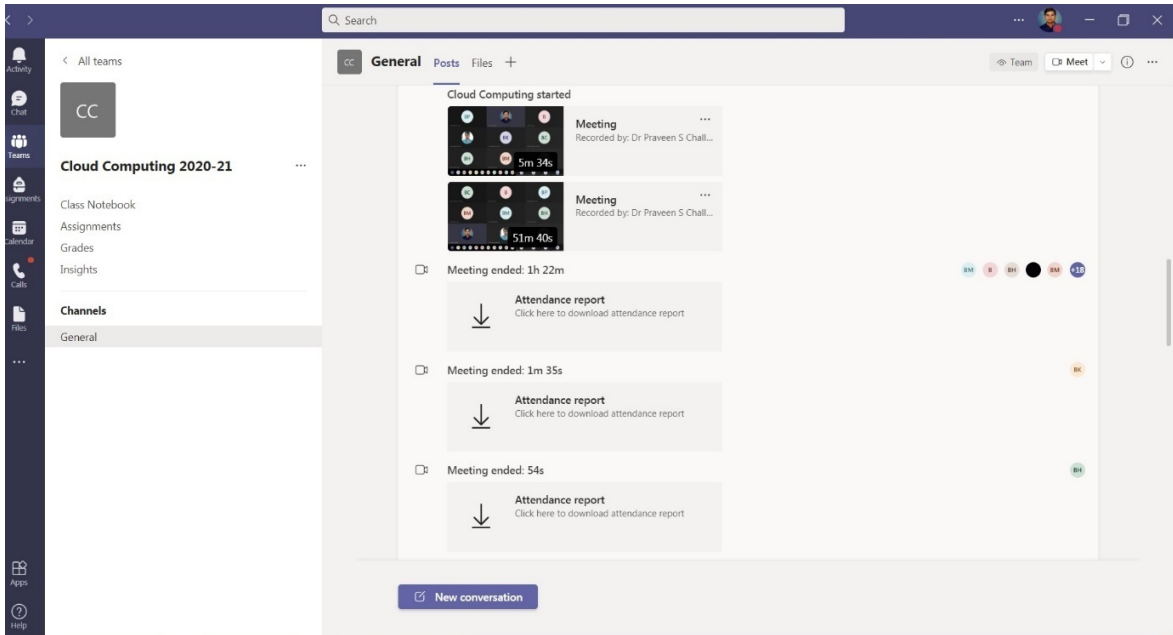 Search
Activity
Chat
Teams
signments
Calendar
Calls
Files
Apps
Help
All teams
CC
Cloud Computing 2020-21
Class Notebook
Assignments
Grades
Insights
Channels
General
CC General Posts Files
Team Meet
Cloud Computing started
5m 34s
Meeting
Recorded by: Dr Praveen S Chall...
51m 40s
Meeting
Recorded by: Dr Praveen S Chall...
Meeting ended: 1h 22m
BM B BH BM +18
Attendance report
Click here to download attendance report
Meeting ended: 1m 35s
BK
Attendance report
Click here to download attendance report
Meeting ended: 54s
BH
Attendance report
Click here to download attendance report
New conversation